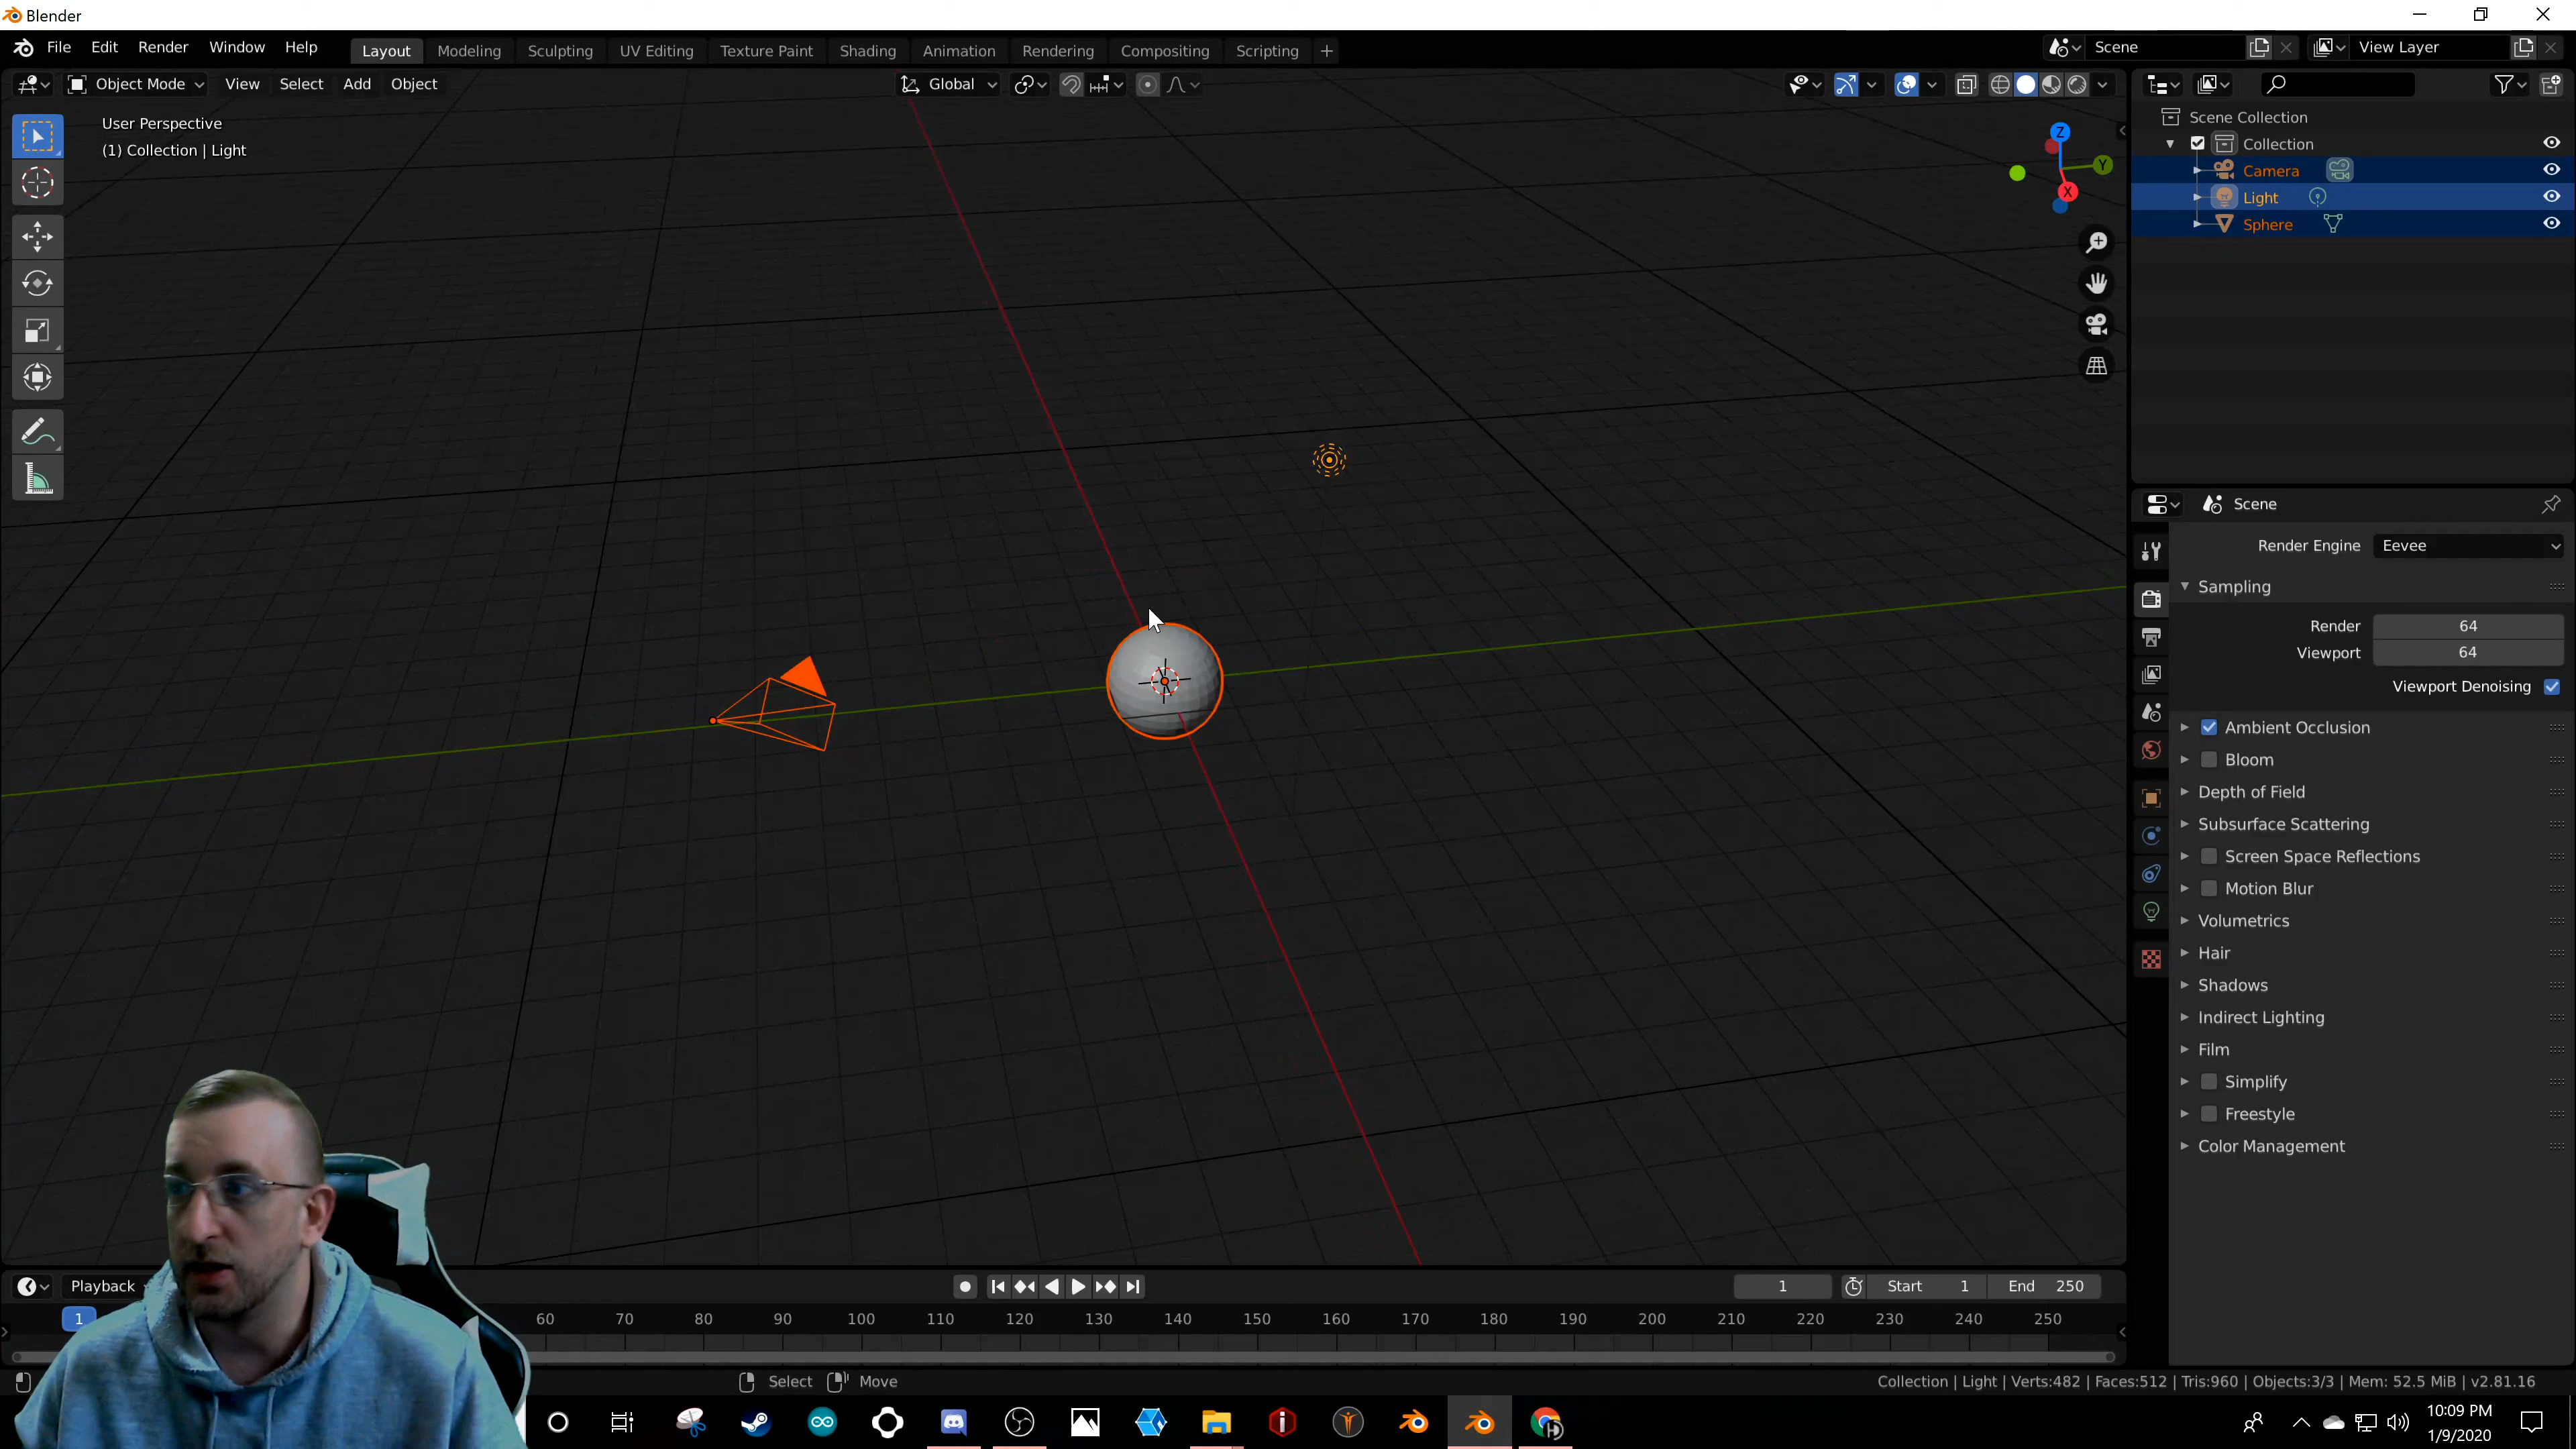 Blender
File Edit Render Window Help Layout Modeling Sculpting UV Editing Texture Paint Shading Animation Rendering Compositing Scripting + Scene View Layer
Object Mode View Select Add Object Global
User Perspective
(1) Collection | Light
Z
Y
X
Scene Collection
Collection
Camera
Light
Sphere
Scene
Render Engine Eevee
Sampling
Render 64
Viewport 64
Viewport Denoising
Ambient Occlusion
Bloom
Depth of Field
Subsurface Scattering
Screen Space Reflections
Motion Blur
Volumetrics
Hair
Shadows
Indirect Lighting
Film
Simplify
Freestyle
Color Management
Playback 1 Start 1 End 250
1 60 70 80 90 100 110 120 130 140 150 160 170 180 190 200 210 220 230 240 250
Select Move Collection | Light | Verts:482 | Faces:512 | Tris:960 | Objects:3/3 | Mem: 52.5 MiB | v2.81.16
10:09 PM
1/9/2020